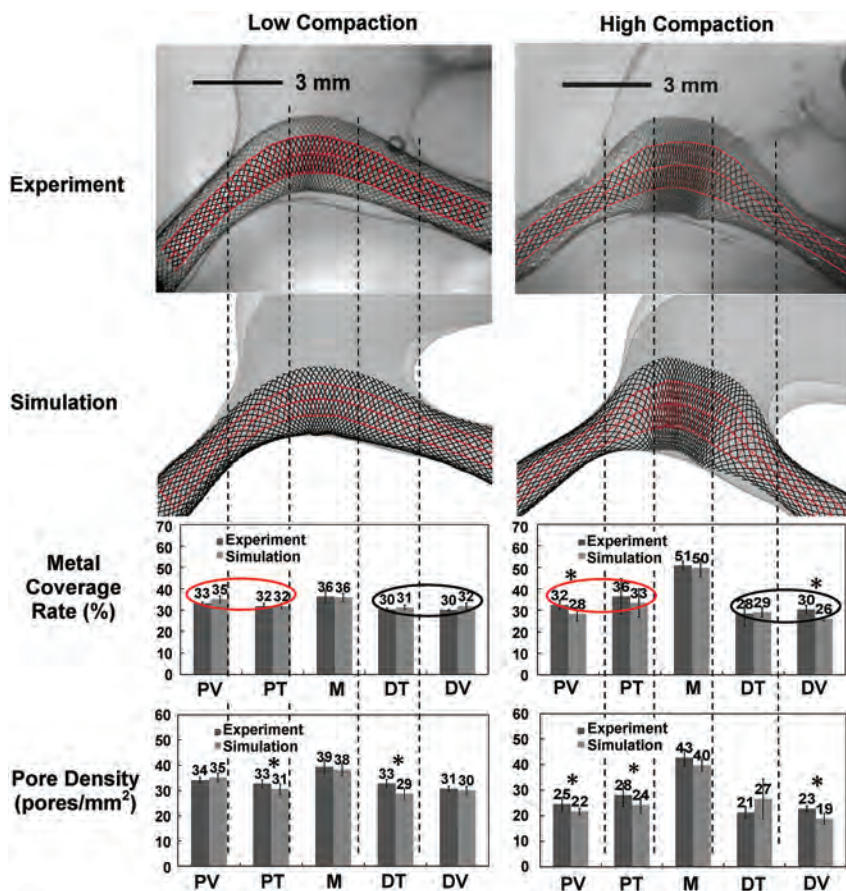 Low Compaction
High Compaction
3 mm
3 mm
Experiment
Simulation
Metal
Coverage
Rate (%)
70
60
50
40
30
20
10
0
Experiment
Simulation
33 35
32 32
36 36
30 31
30 32
PV PT M DT DV
70
60
50
40
30
20
10
0
Experiment
Simulation
*
32 28
36 33
51 50
28 29
*
30 26
PV PT M DT DV
Pore Density
(pores/mm²)
60
50
40
30
20
10
0
Experiment
Simulation
34 35
*
33 31
39 38
*
33 29
31 30
PV PT M DT DV
60
50
40
30
20
10
0
Experiment
Simulation
*
25 22
*
28 24
43 40
21 27
*
23 19
PV PT M DT DV